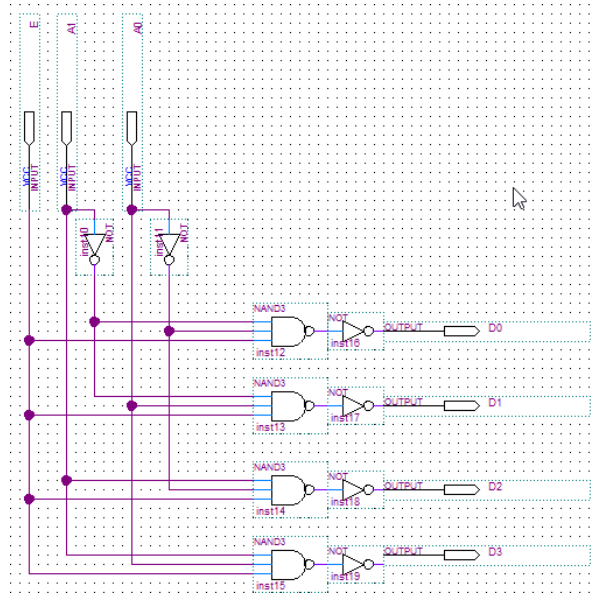 E
A1
A0
VCC
INPUT
VCC
INPUT
VCC
INPUT
inst10
NOT
inst11
NOT
NAND3
NOT
OUTPUT
D0
inst12
inst16
NAND3
NOT
OUTPUT
D1
inst13
inst17
NAND3
NOT
OUTPUT
D2
inst14
inst18
NAND3
NOT
OUTPUT
D3
inst15
inst19